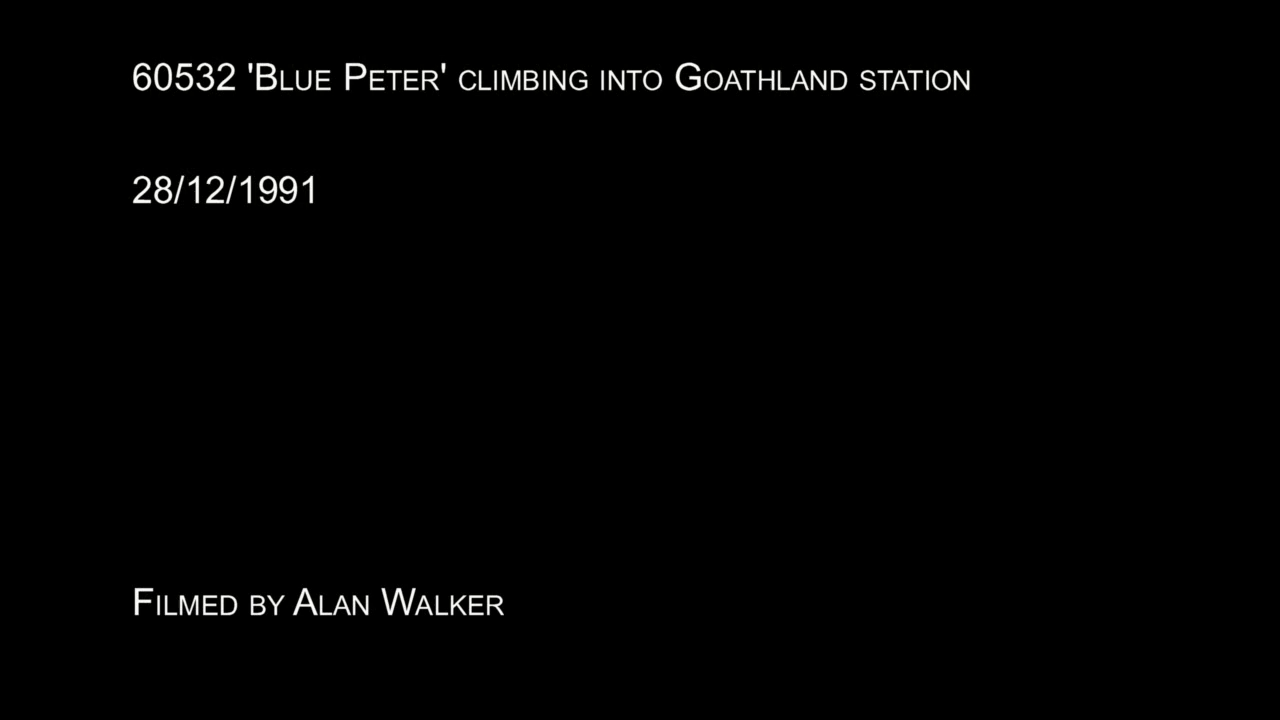 60532 'Blue Peter' climbing into Goathland station
28/12/1991
Filmed by Alan Walker